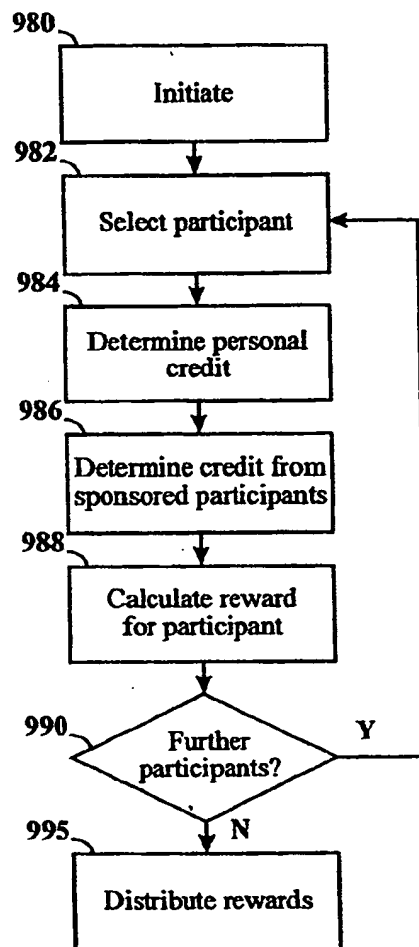 980
Initiate
982
Select participant
984
Determine personal
credit
986
Determine credit from
sponsored participants
988
Calculate reward
for participant
990
Further
participants?
Y
N
995
Distribute rewards